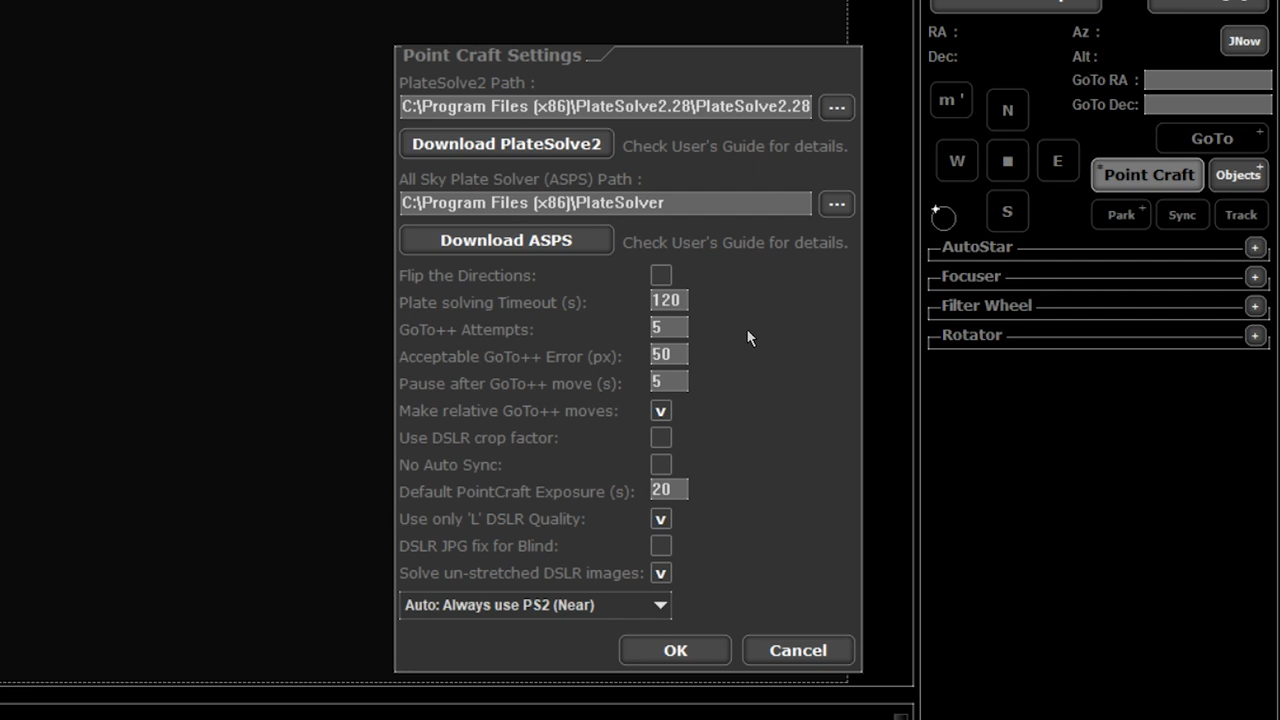 Point Craft Settings
PlateSolve2 Path :
C:\Program Files (x86)\PlateSolve2.28\PlateSolve2.28
...
Download PlateSolve2
Check User's Guide for details.
All Sky Plate Solver (ASPS) Path :
C:\Program Files (x86)\PlateSolver
...
Download ASPS
Check User's Guide for details.
Flip the Directions:
Plate solving Timeout (s): 120
GoTo++ Attempts: 5
Acceptable GoTo++ Error (px): 50
Pause after GoTo++ move (s): 5
Make relative GoTo++ moves: v
Use DSLR crop factor:
No Auto Sync:
Default PointCraft Exposure (s): 20
Use only 'L' DSLR Quality: v
DSLR JPG fix for Blind:
Solve un-stretched DSLR images: v
Auto: Always use PS2 (Near)
OK
Cancel
RA :
Az :
JNow
Dec:
Alt :
GoTo RA :
GoTo Dec:
m '
N
GoTo +
W
E
*Point Craft
Objects+
S
Park +
Sync
Track
AutoStar +
Focuser +
Filter Wheel +
Rotator +